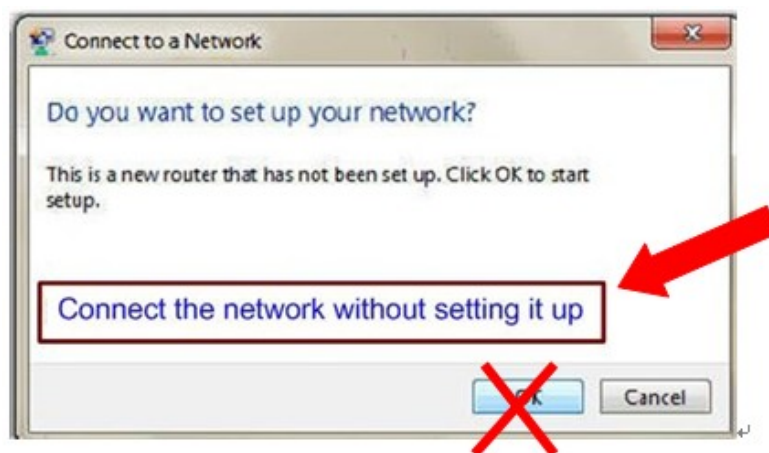 Connect to a Network
Do you want to set up your network?
This is a new router that has not been set up. Click OK to start
setup.
Connect the network without setting it up
OK
Cancel